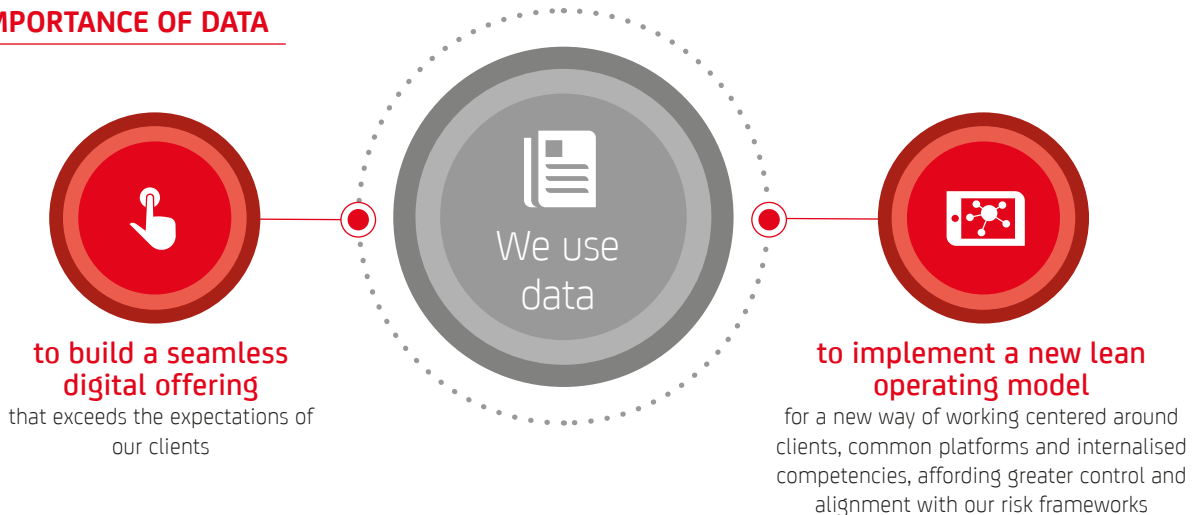 MPORTANCE OF DATA
We use
data
to build a seamless
digital offering
that exceeds the expectations of
our clients
to implement a new lean
operating model
for a new way of working centered around
clients, common platforms and internalised
competencies, affording greater control and
alignment with our risk frameworks